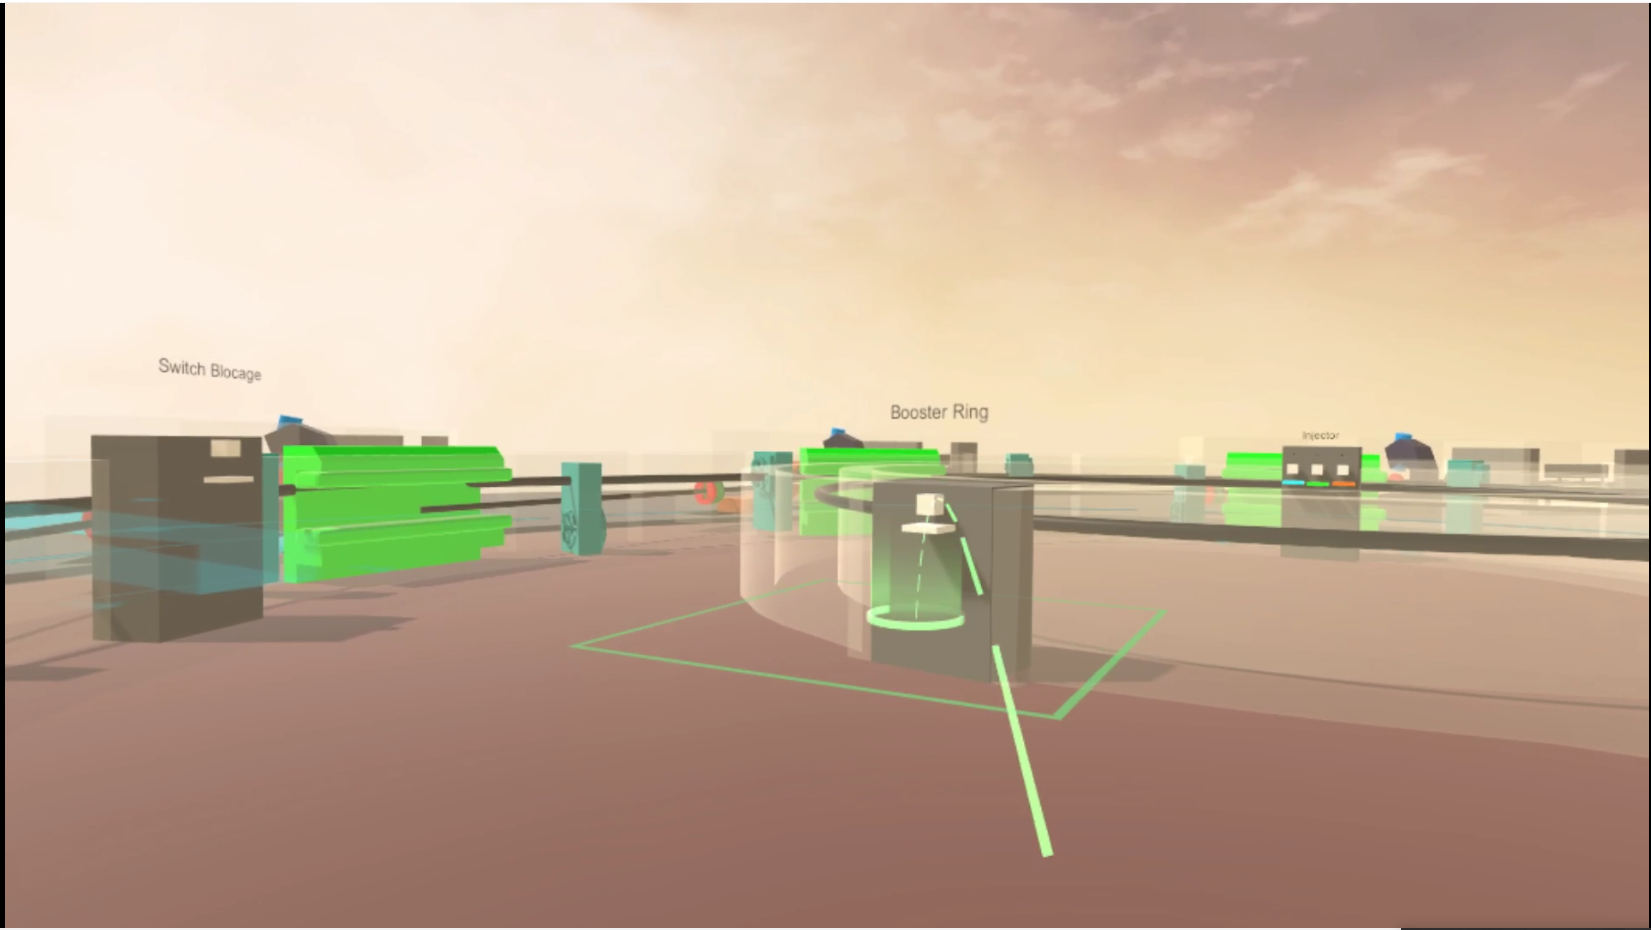 Switch Blocage
Booster Ring
Injector